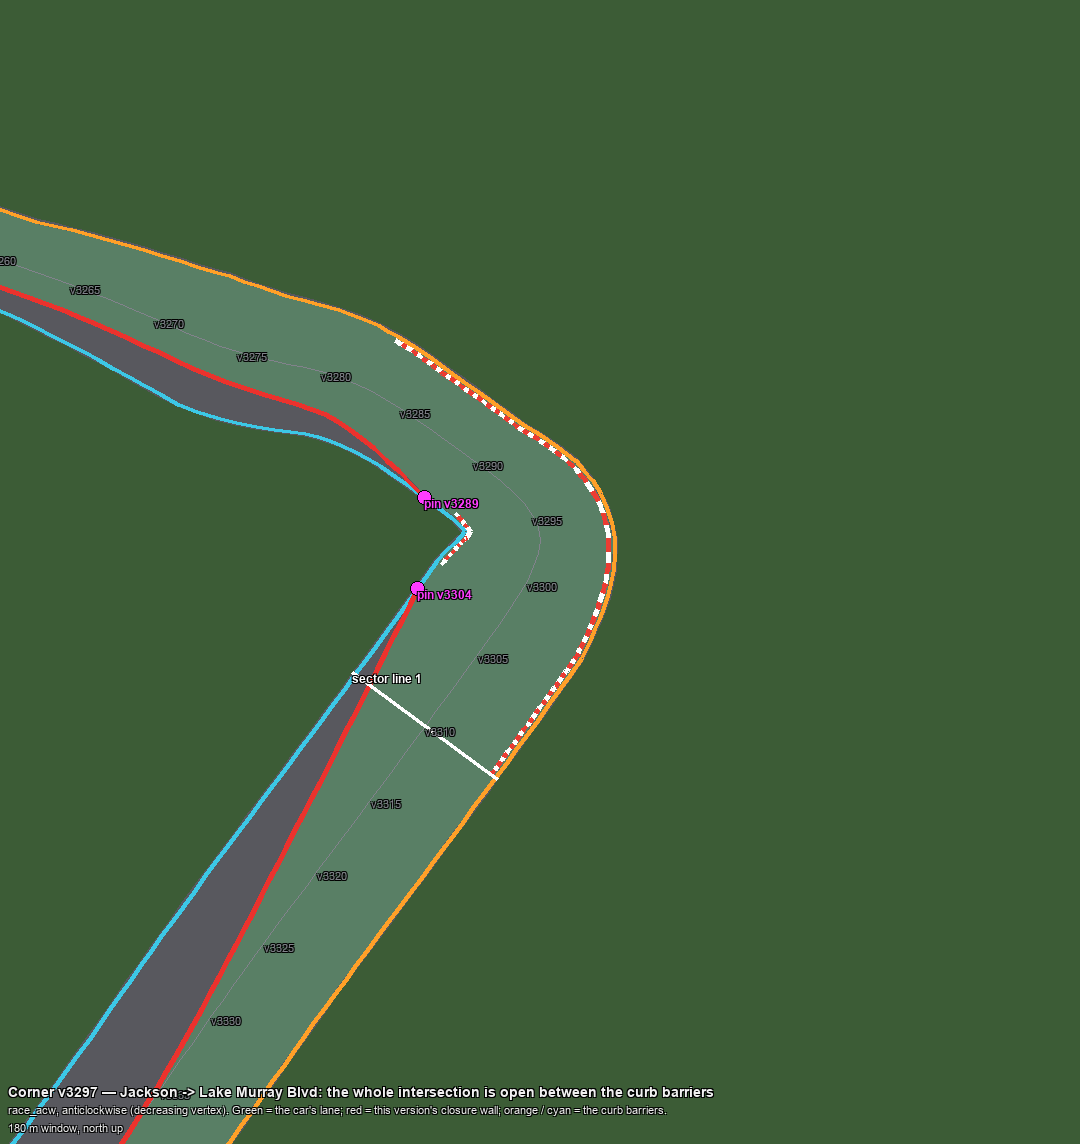 260
v3265
v3270
v3275
v3280
v3285
v3290
pin v3289
v3295
v3300
pin v3304
v3305
sector line 1
v3310
v3315
v3320
v3325
v3330
Corner v3297 — Jackson -> Lake Murray Blvd: the whole intersection is open between the curb barriers
race_acw, anticlockwise (decreasing vertex). Green = the car's lane; red = this version's closure wall; orange / cyan = the curb barriers.
180 m window, north up